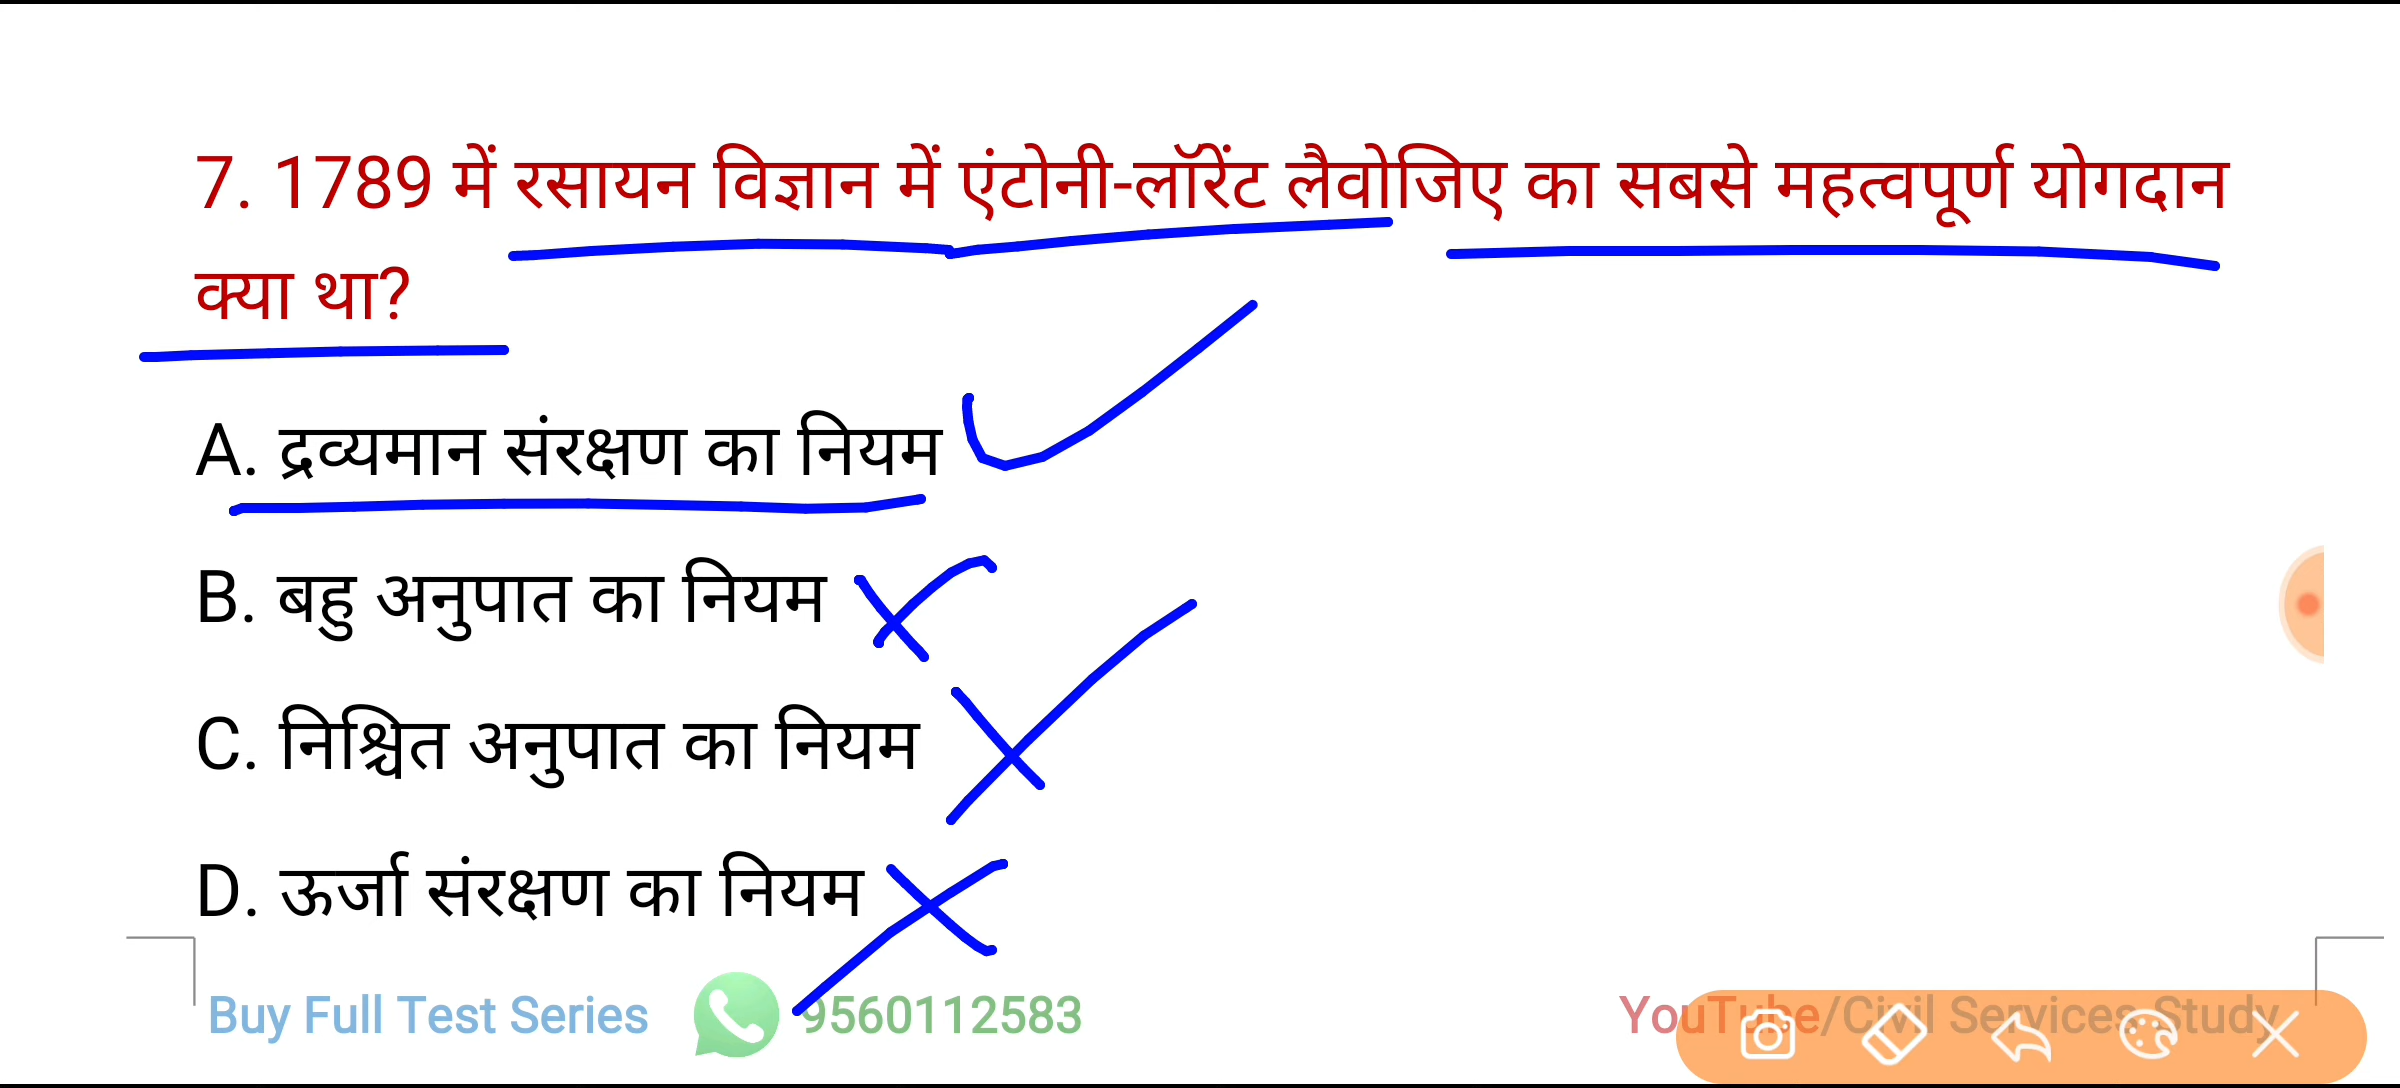 7. 1789 में रसायन विज्ञान में एंटोनी-लॉरेंट लैवोजिए का सबसे महत्वपूर्ण योगदान
क्या था?
A. द्रव्यमान संरक्षण का नियम
B. बहु अनुपात का नियम
C. निश्चित अनुपात का नियम
D. ऊर्जा संरक्षण का नियम
Buy Full Test Series 9560112583 YouTube/Civil Services Study